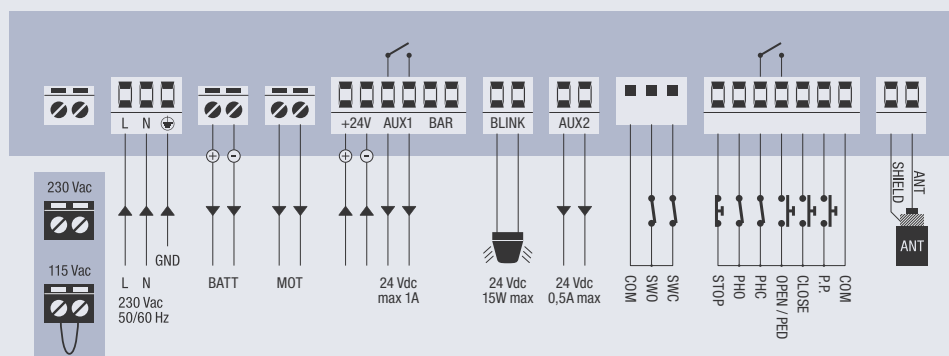 L N
+24V AUX1 BAR
BLINK
AUX2
+ -
+ -
230 Vac
115 Vac
GND
L N
230 Vac
50/60 Hz
BATT
MOT
24 Vdc
max 1A
24 Vdc
15W max
24 Vdc
0,5A max
COM
SWO
SWC
STOP
PHO
PHC
OPEN / PED
CLOSE
P.P.
COM
SHIELD
ANT
ANT